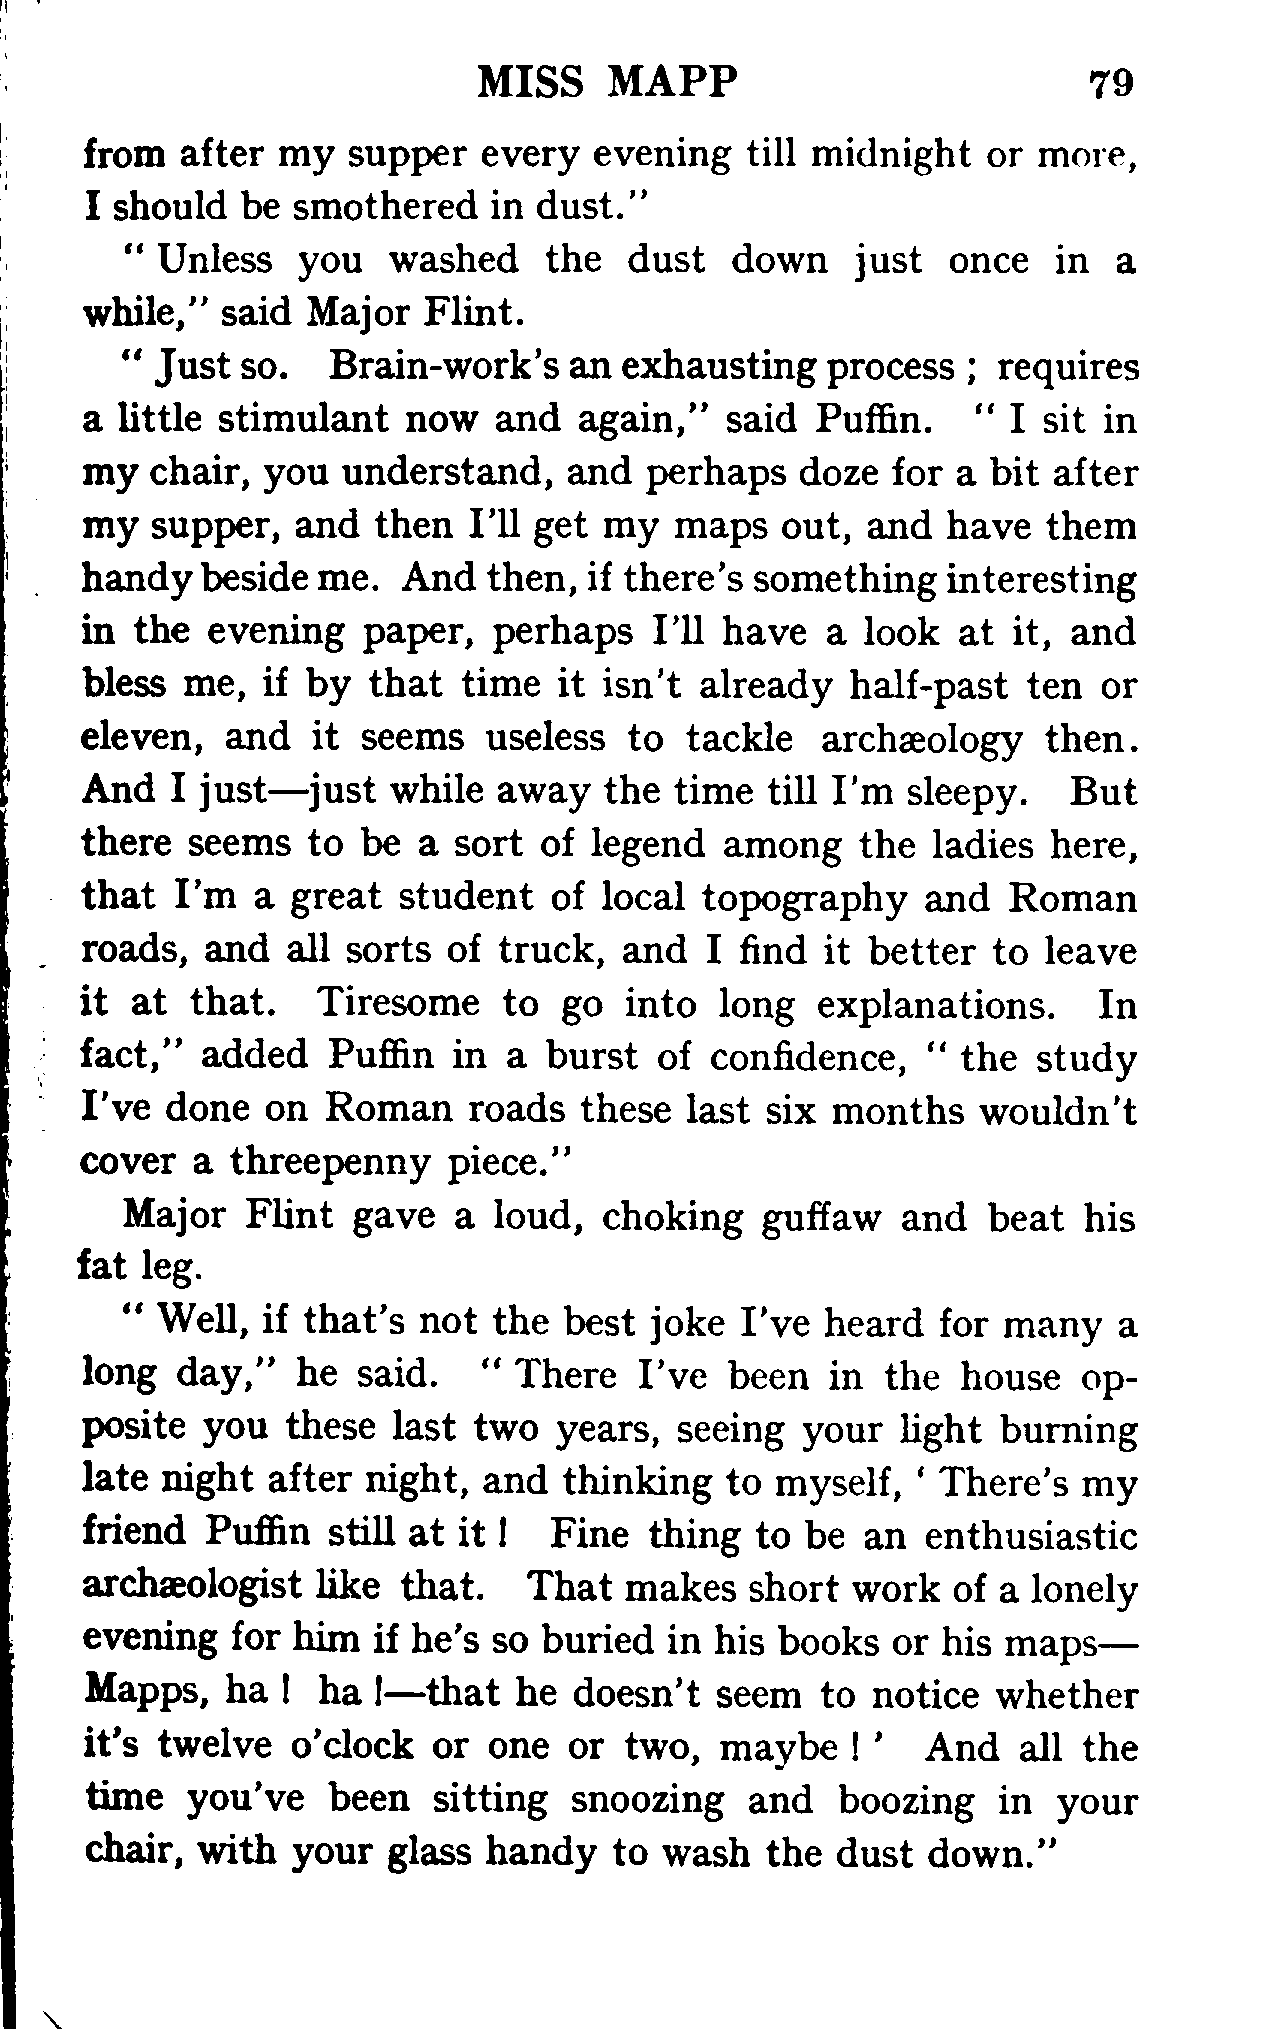 MISS MAPP 79
from after my supper every evening till midnight or more,
I should be smothered in dust."
" Unless you washed the dust down just once in a
while," said Major Flint.
" Just so. Brain-work's an exhausting process ; requires
a little stimulant now and again," said Puffin. " I sit in
my chair, you understand, and perhaps doze for a bit after
my supper, and then I'll get my maps out, and have them
handy beside me. And then, if there's something interesting
in the evening paper, perhaps I'll have a look at it, and
bless me, if by that time it isn't already half-past ten or
eleven, and it seems useless to tackle archæology then.
And I just—just while away the time till I'm sleepy. But
there seems to be a sort of legend among the ladies here,
that I'm a great student of local topography and Roman
roads, and all sorts of truck, and I find it better to leave
it at that. Tiresome to go into long explanations. In
fact," added Puffin in a burst of confidence, " the study
I've done on Roman roads these last six months wouldn't
cover a threepenny piece."
Major Flint gave a loud, choking guffaw and beat his
fat leg.
" Well, if that's not the best joke I've heard for many a
long day," he said. " There I've been in the house op-
posite you these last two years, seeing your light burning
late night after night, and thinking to myself, ' There's my
friend Puffin still at it ! Fine thing to be an enthusiastic
archæologist like that. That makes short work of a lonely
evening for him if he's so buried in his books or his maps—
Mapps, ha ! ha !—that he doesn't seem to notice whether
it's twelve o'clock or one or two, maybe ! ' And all the
time you've been sitting snoozing and boozing in your
chair, with your glass handy to wash the dust down."